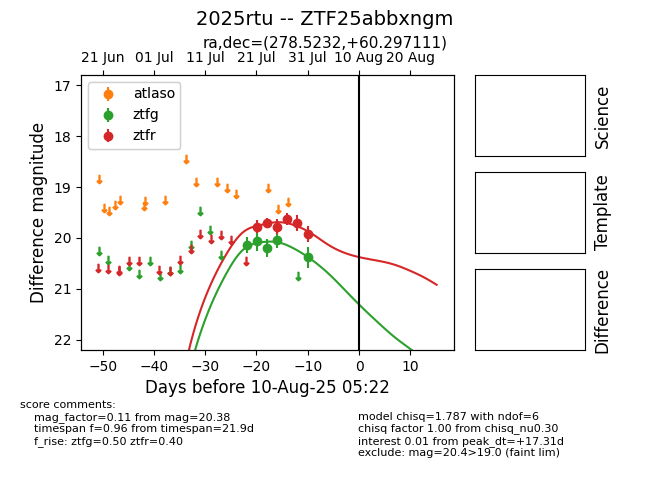 2025rtu -- ZTF25abbxngm
ra,dec=(278.5232,+60.297111)
21 Jun 01 Jul 11 Jul 21 Jul 31 Jul 10 Aug 20 Aug
17
18
19
20
21
22
Difference magnitude
atlaso
ztfg
ztfr
−50 −40 −30 −20 −10 0 10
Days before 10-Aug-25 05:22
Science
Template
Difference
score comments:
mag_factor=0.11 from mag=20.38
timespan f=0.96 from timespan=21.9d
f_rise: ztfg=0.50 ztfr=0.40
model chisq=1.787 with ndof=6
chisq factor 1.00 from chisq_nu0.30
interest 0.01 from peak_dt=+17.31d
exclude: mag=20.4>19.0 (faint lim)